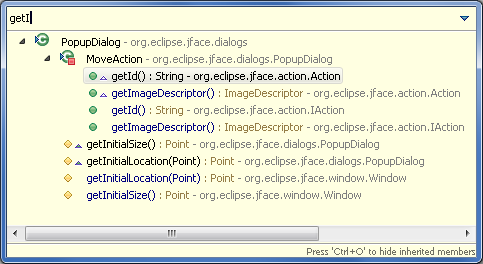 getI
PopupDialog - org.eclipse.jface.dialogs
MoveAction - org.eclipse.jface.dialogs.PopupDialog
getId() : String - org.eclipse.jface.action.Action
getImageDescriptor() : ImageDescriptor - org.eclipse.jface.action.Action
getId() : String - org.eclipse.jface.action.IAction
getImageDescriptor() : ImageDescriptor - org.eclipse.jface.action.IAction
getInitialSize() : Point - org.eclipse.jface.dialogs.PopupDialog
getInitialLocation(Point) : Point - org.eclipse.jface.dialogs.PopupDialog
getInitialLocation(Point) : Point - org.eclipse.jface.window.Window
getInitialSize() : Point - org.eclipse.jface.window.Window
Press 'Ctrl+O' to hide inherited members